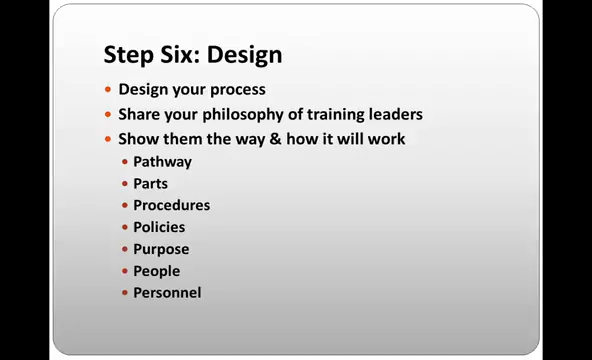 Step Six: Design
• Design your process
• Share your philosophy of training leaders
• Show them the way & how it will work
• Pathway
• Parts
• Procedures
• Policies
• Purpose
• People
• Personnel